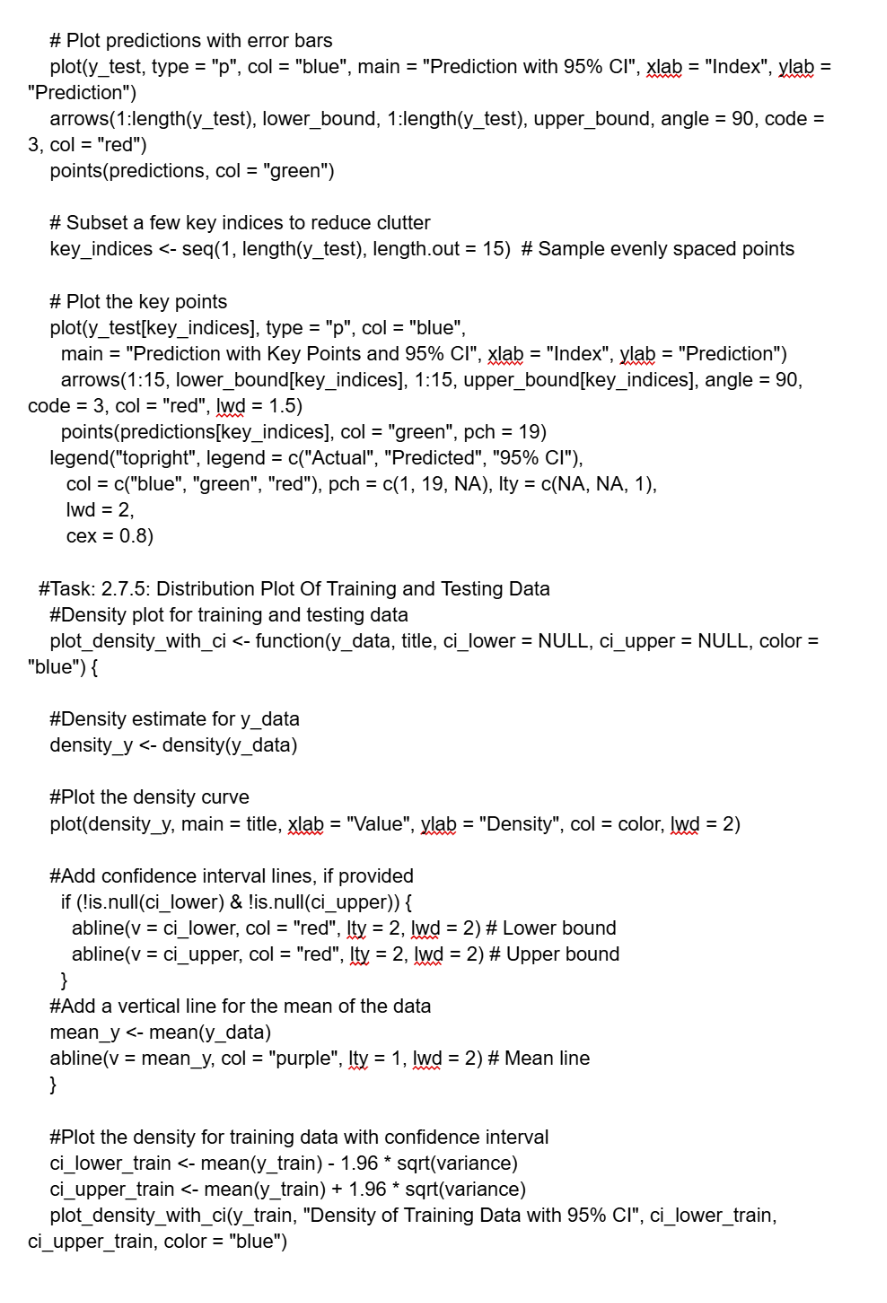 # Plot predictions with error bars
plot(y_test, type = "p", col = "blue", main = "Prediction with 95% CI", xlab = "Index", ylab =
"Prediction")
arrows(1:length(y_test), lower_bound, 1:length(y_test), upper_bound, angle = 90, code =
3, col = "red")
points(predictions, col = "green")
# Subset a few key indices to reduce clutter
key_indices <- seq(1, length(y_test), length.out = 15)  # Sample evenly spaced points
# Plot the key points
plot(y_test[key_indices], type = "p", col = "blue",
main = "Prediction with Key Points and 95% CI", xlab = "Index", ylab = "Prediction")
arrows(1:15, lower_bound[key_indices], 1:15, upper_bound[key_indices], angle = 90,
code = 3, col = "red", lwd = 1.5)
points(predictions[key_indices], col = "green", pch = 19)
legend("topright", legend = c("Actual", "Predicted", "95% CI"),
col = c("blue", "green", "red"), pch = c(1, 19, NA), lty = c(NA, NA, 1),
lwd = 2,
cex = 0.8)
#Task: 2.7.5: Distribution Plot Of Training and Testing Data
#Density plot for training and testing data
plot_density_with_ci <- function(y_data, title, ci_lower = NULL, ci_upper = NULL, color =
"blue") {
#Density estimate for y_data
density_y <- density(y_data)
#Plot the density curve
plot(density_y, main = title, xlab = "Value", ylab = "Density", col = color, lwd = 2)
#Add confidence interval lines, if provided
if (!is.null(ci_lower) & !is.null(ci_upper)) {
abline(v = ci_lower, col = "red", lty = 2, lwd = 2) # Lower bound
abline(v = ci_upper, col = "red", lty = 2, lwd = 2) # Upper bound
}
#Add a vertical line for the mean of the data
mean_y <- mean(y_data)
abline(v = mean_y, col = "purple", lty = 1, lwd = 2) # Mean line
}
#Plot the density for training data with confidence interval
ci_lower_train <- mean(y_train) - 1.96 * sqrt(variance)
ci_upper_train <- mean(y_train) + 1.96 * sqrt(variance)
plot_density_with_ci(y_train, "Density of Training Data with 95% CI", ci_lower_train,
ci_upper_train, color = "blue")